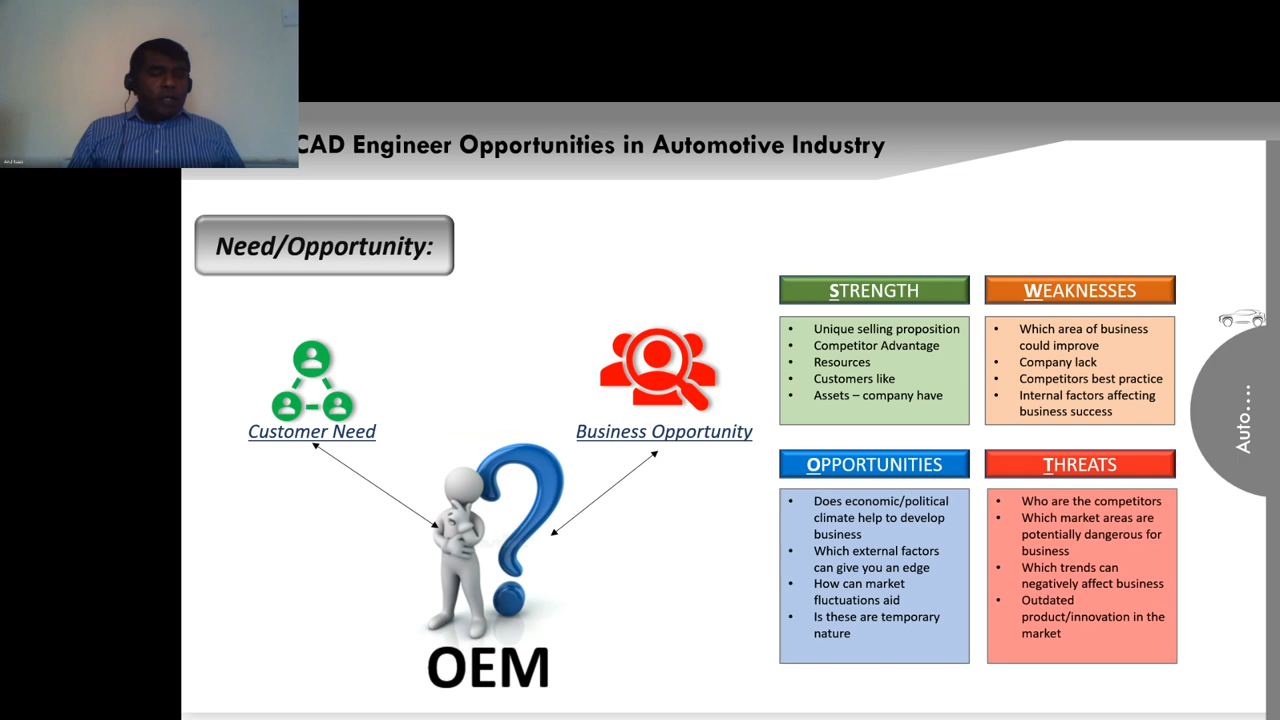 CAD Engineer Opportunities in Automotive Industry
Need/Opportunity:
Customer Need
Business Opportunity
OEM
STRENGTH
• Unique selling proposition
• Competitor Advantage
• Resources
• Customers like
• Assets – company have
WEAKNESSES
• Which area of business
could improve
• Company lack
• Competitors best practice
• Internal factors affecting
business success
OPPORTUNITIES
• Does economic/political
climate help to develop
business
• Which external factors
can give you an edge
• How can market
fluctuations aid
• Is these are temporary
nature
THREATS
• Who are the competitors
• Which market areas are
potentially dangerous for
business
• Which trends can
negatively affect business
• Outdated
product/innovation in the
market
Auto....